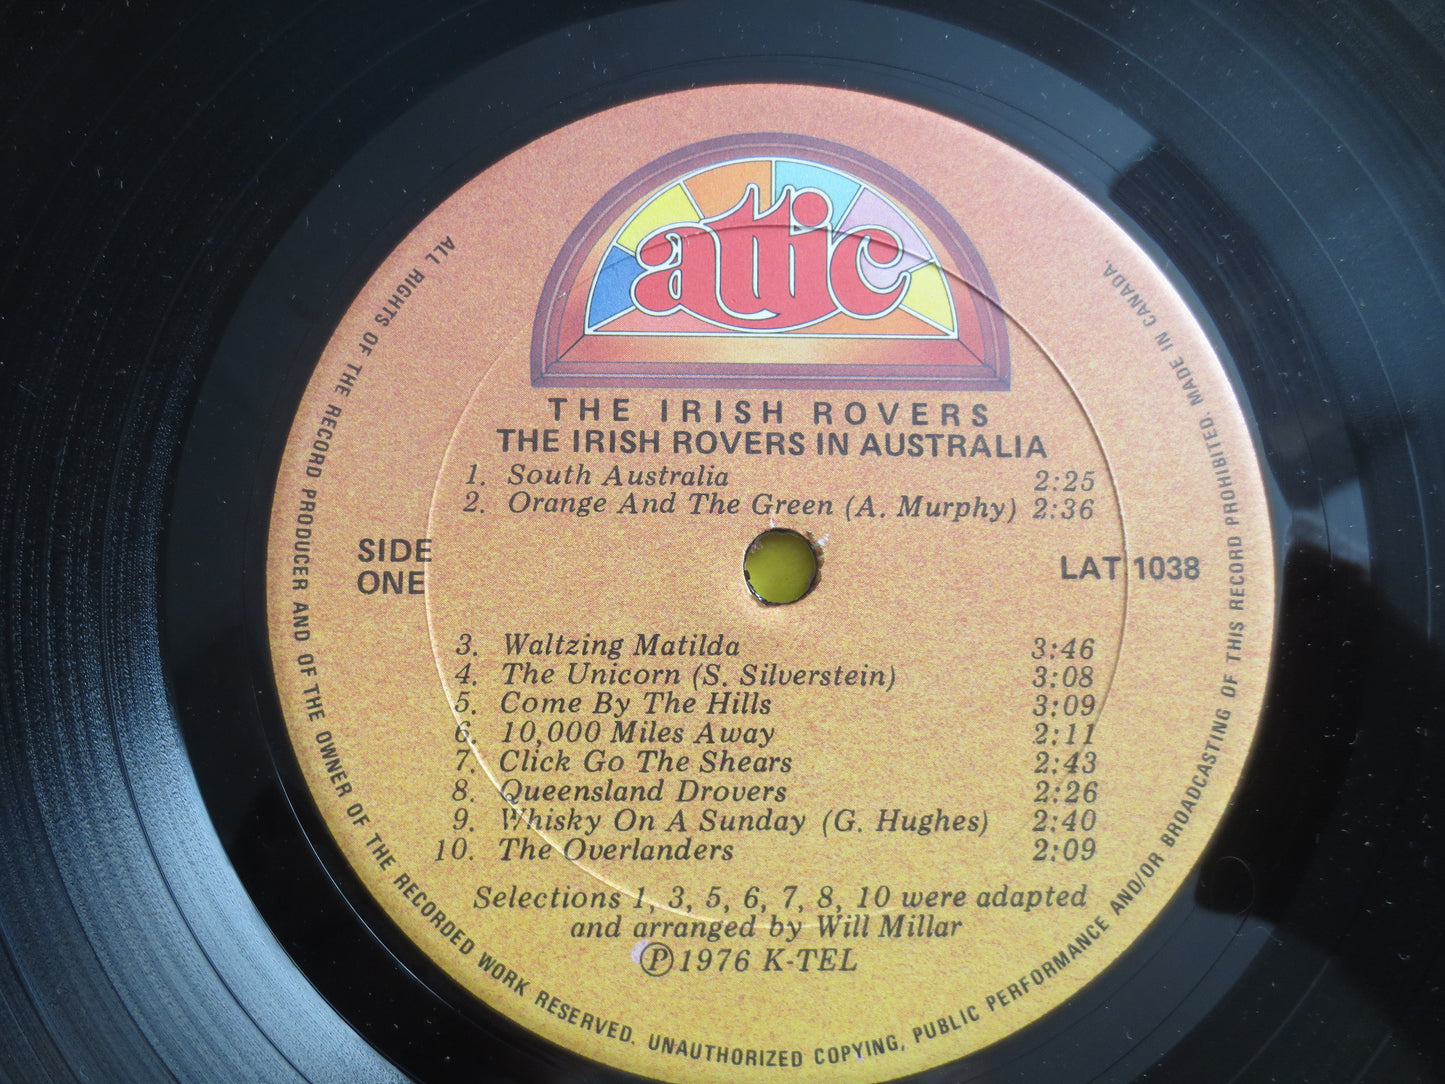 attic
THE IRISH ROVERS
THE IRISH ROVERS IN AUSTRALIA
1. South Australia 2:25
2. Orange And The Green (A. Murphy) 2:36
SIDE
ONE
LAT 1038
3. Waltzing Matilda 3:46
4. The Unicorn (S. Silverstein) 3:08
5. Come By The Hills 3:09
6. 10,000 Miles Away 2:11
7. Click Go The Shears 2:43
8. Queensland Drovers 2:26
9. Whisky On A Sunday (G. Hughes) 2:40
10. The Overlanders 2:09
Selections 1, 3, 5, 6, 7, 8, 10 were adapted
and arranged by Will Millar
Ⓟ1976 K-TEL
ALL RIGHTS OF THE RECORD PRODUCER AND OF THE OWNER OF THE RECORDED WORK RESERVED. UNAUTHORIZED COPYING, PUBLIC PERFORMANCE AND/OR BROADCASTING OF THIS RECORD PROHIBITED. MADE IN CANADA.